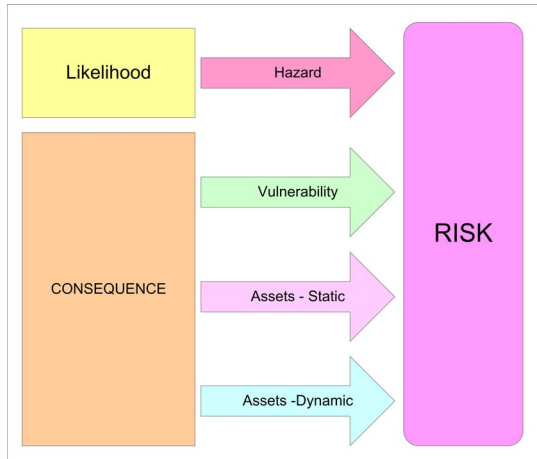 Likelihood
Hazard
Vulnerability
RISK
CONSEQUENCE
Assets - Static
Assets -Dynamic